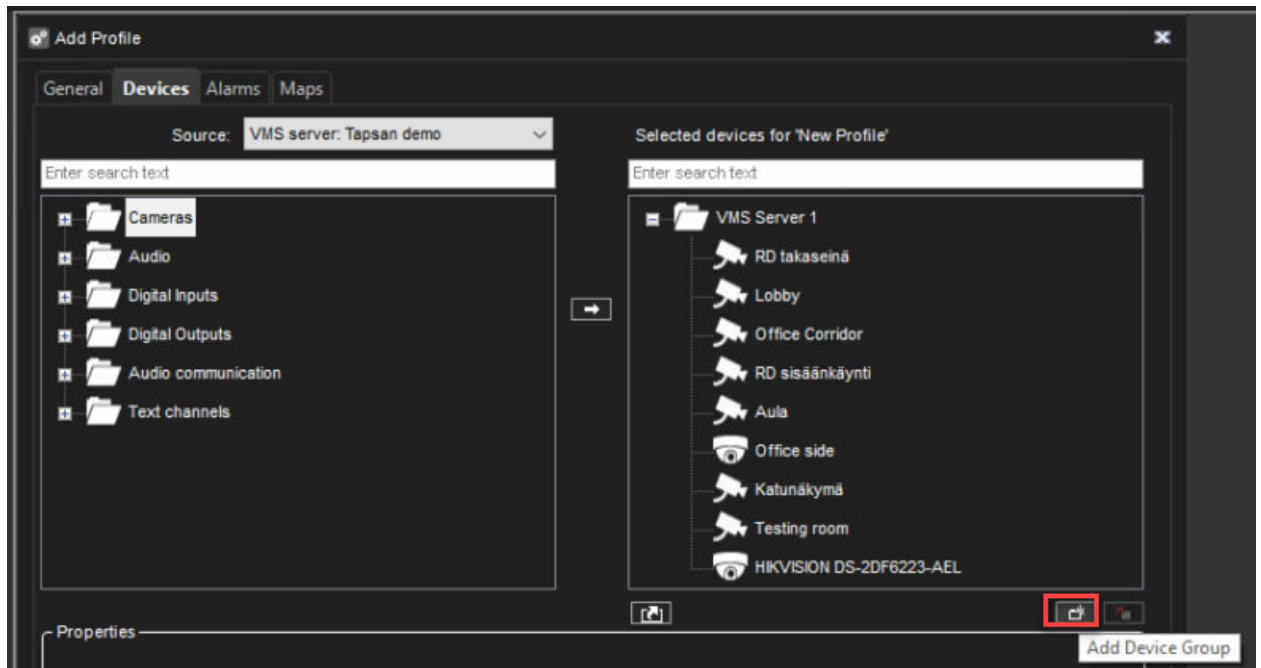 Add Profile
General Devices Alarms Maps
Source: VMS server: Tapsan demo
Selected devices for 'New Profile'
Enter search text
Enter search text
Cameras
Audio
Digital Inputs
Digital Outputs
Audio communication
Text channels
VMS Server 1
RD takaseinä
Lobby
Office Corridor
RD sisäänkäynti
Aula
Office side
Katunäkymä
Testing room
HIKVISION DS-2DF6223-AEL
Properties
Add Device Group